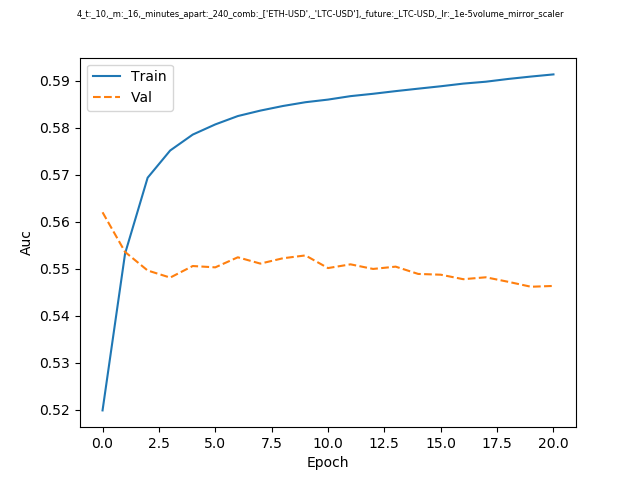 4_t:_10,_m:_16,_minutes_apart:_240_comb:_['ETH-USD',_'LTC-USD'],_future:_LTC-USD,_lr:_1e-5volume_mirror_scaler
Train
Val
0.59
0.58
0.57
0.56
0.55
0.54
0.53
0.52
Auc
0.0 2.5 5.0 7.5 10.0 12.5 15.0 17.5 20.0
Epoch